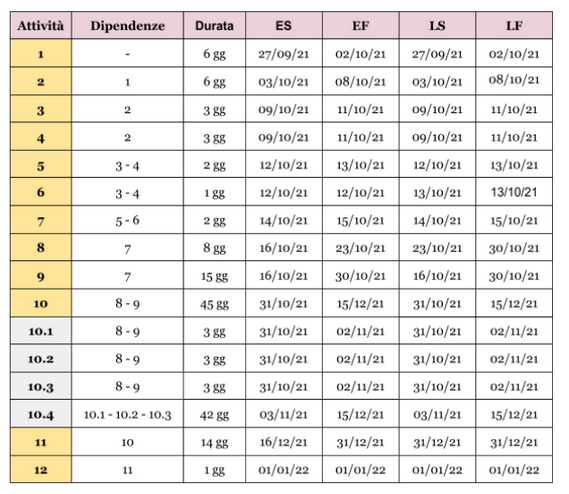 Attività Dipendenze Durata ES EF LS LF
1 - 6 gg 27/09/21 02/10/21 27/09/21 02/10/21
2 1 6 gg 03/10/21 08/10/21 03/10/21 08/10/21
3 2 3 gg 09/10/21 11/10/21 09/10/21 11/10/21
4 2 3 gg 09/10/21 11/10/21 09/10/21 11/10/21
5 3 - 4 2 gg 12/10/21 13/10/21 12/10/21 13/10/21
6 3 - 4 1 gg 12/10/21 12/10/21 13/10/21 13/10/21
7 5 - 6 2 gg 14/10/21 15/10/21 14/10/21 15/10/21
8 7 8 gg 16/10/21 23/10/21 23/10/21 30/10/21
9 7 15 gg 16/10/21 30/10/21 16/10/21 30/10/21
10 8 - 9 45 gg 31/10/21 15/12/21 31/10/21 15/12/21
10.1 8 - 9 3 gg 31/10/21 02/11/21 31/10/21 02/11/21
10.2 8 - 9 3 gg 31/10/21 02/11/21 31/10/21 02/11/21
10.3 8 - 9 3 gg 31/10/21 02/11/21 31/10/21 02/11/21
10.4 10.1 - 10.2 - 10.3 42 gg 03/11/21 15/12/21 03/11/21 15/12/21
11 10 14 gg 16/12/21 31/12/21 31/12/21 31/12/21
12 11 1 gg 01/01/22 01/01/22 01/01/22 01/01/22